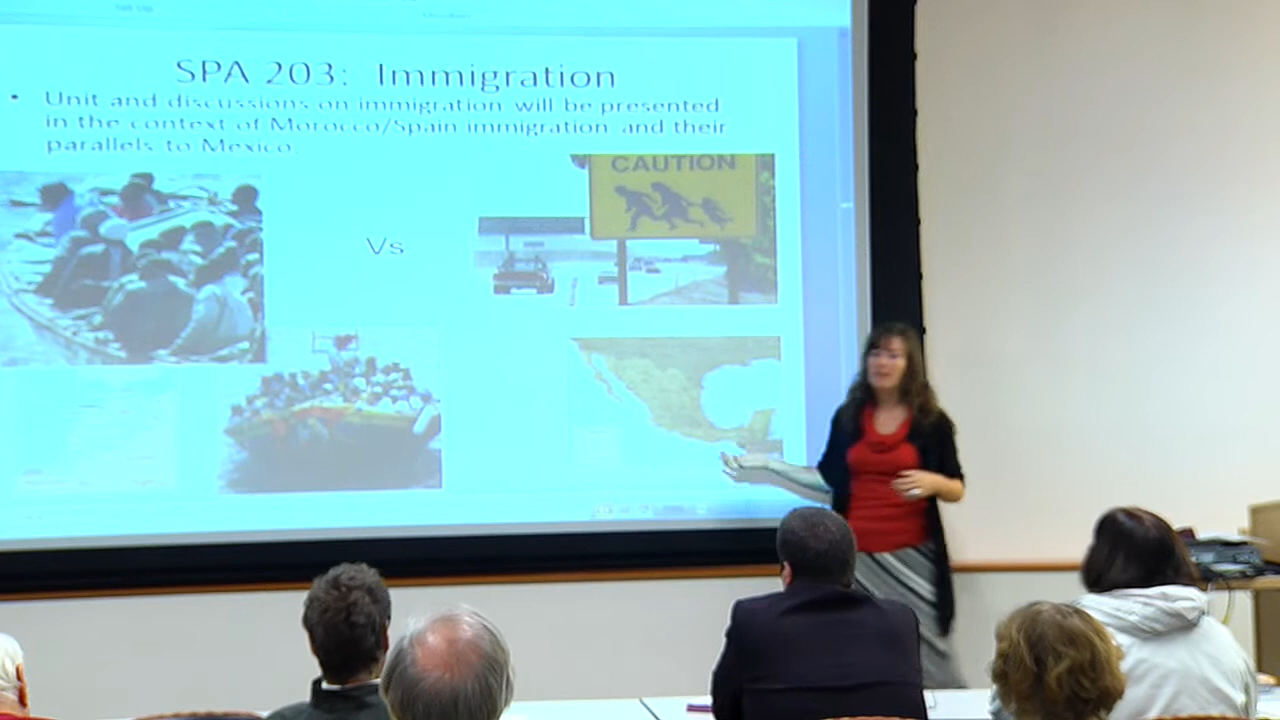 SPA 203: Immigration
• Unit and discussions on immigration will be presented
in the context of Morocco/Spain immigration and their
parallels to Mexico.
CAUTION
Vs